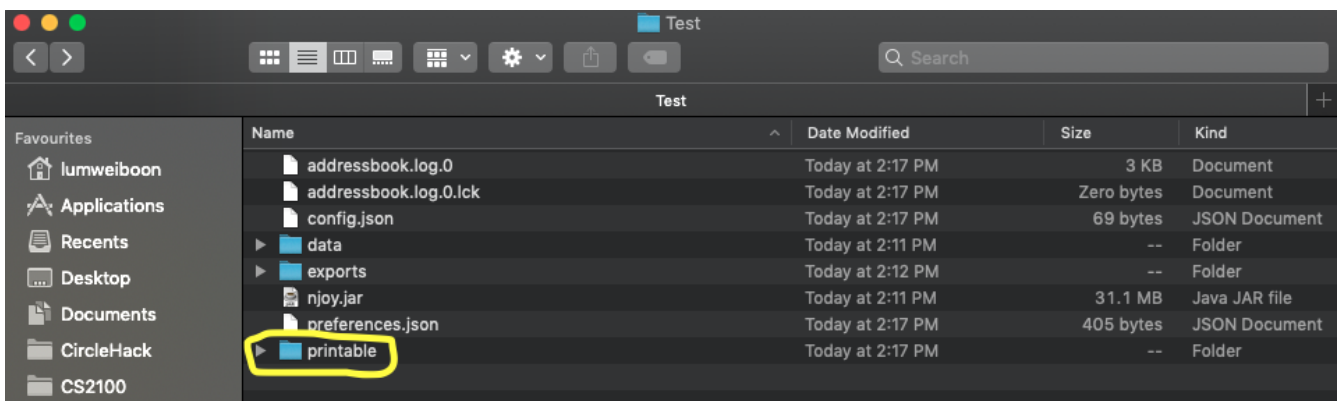 Test
Search
Test
Favourites
lumweiboon
Applications
Recents
Desktop
Documents
CircleHack
CS2100
Name Date Modified Size Kind
addressbook.log.0 Today at 2:17 PM 3 KB Document
addressbook.log.0.lck Today at 2:17 PM Zero bytes Document
config.json Today at 2:17 PM 69 bytes JSON Document
data Today at 2:11 PM -- Folder
exports Today at 2:12 PM -- Folder
njoy.jar Today at 2:11 PM 31.1 MB Java JAR file
preferences.json Today at 2:17 PM 405 bytes JSON Document
printable Today at 2:17 PM -- Folder